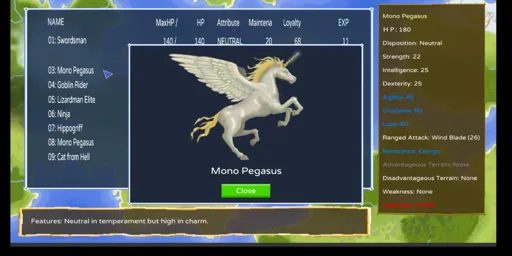 NAME MaxHP / HP Attribute Maintena Loyalty EXP
01: Swordsman 140 / 140 NEUTRAL 20 68 11
03: Mono Pegasus
04: Goblin Rider
05: Lizardman Elite
06: Ninja
07: Hippogriff
08: Mono Pegasus
09: Cat from Hell
Mono Pegasus
Close
Features: Neutral in temperament but high in charm.
Mono Pegasus
H P : 180
Disposition: Neutral
Strength: 22
Intelligence: 25
Dexterity: 25
Ranged Attack: Wind Blade (26)
Advantageous Terrain: None
Disadvantageous Terrain: None
Weakness: None